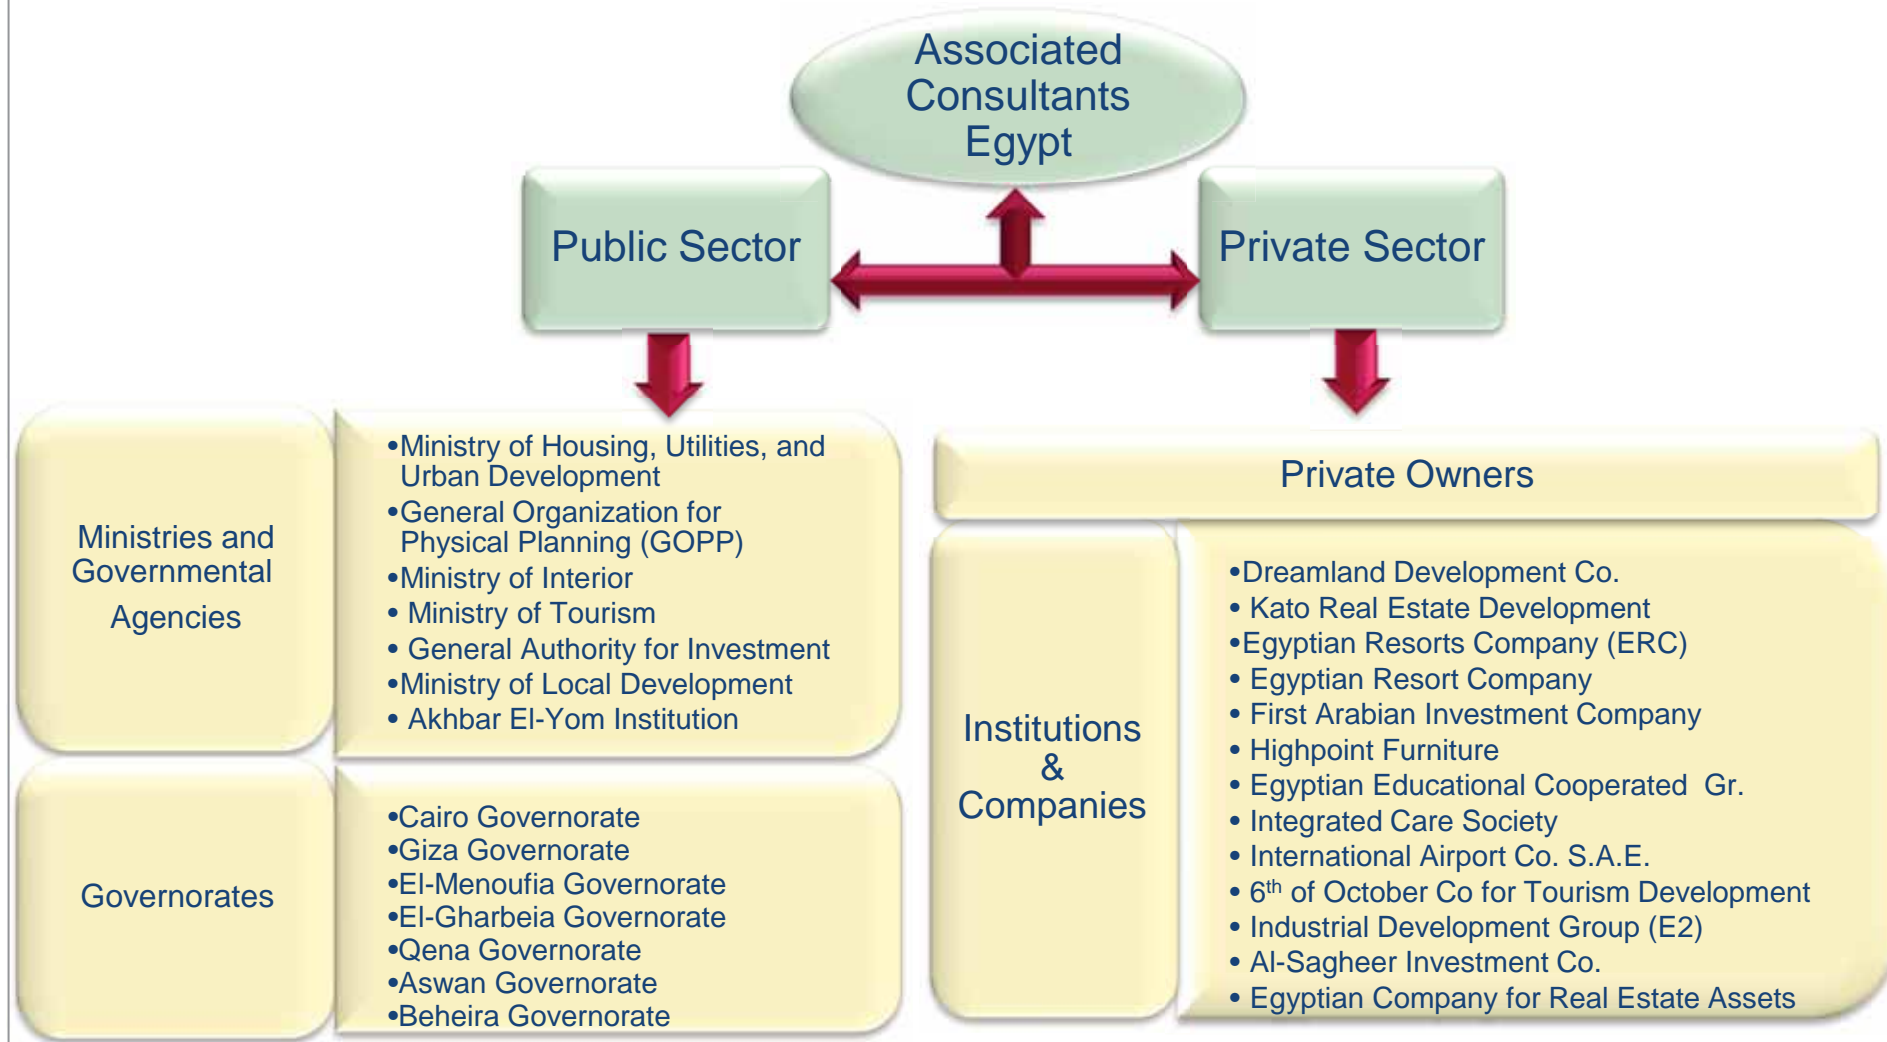 Associated
Consultants
Egypt
Public Sector
Private Sector
Ministries and
Governmental
Agencies
•Ministry of Housing, Utilities, and
Urban Development
•General Organization for
Physical Planning (GOPP)
•Ministry of Interior
• Ministry of Tourism
• General Authority for Investment
•Ministry of Local Development
• Akhbar El-Yom Institution
Governorates
•Cairo Governorate
•Giza Governorate
•El-Menoufia Governorate
•El-Gharbeia Governorate
•Qena Governorate
•Aswan Governorate
•Beheira Governorate
Private Owners
Institutions
&
Companies
•Dreamland Development Co.
• Kato Real Estate Development
•Egyptian Resorts Company (ERC)
• Egyptian Resort Company
• First Arabian Investment Company
• Highpoint Furniture
• Egyptian Educational Cooperated  Gr.
• Integrated Care Society
• International Airport Co. S.A.E.
• 6th of October Co for Tourism Development
• Industrial Development Group (E2)
• Al-Sagheer Investment Co.
• Egyptian Company for Real Estate Assets